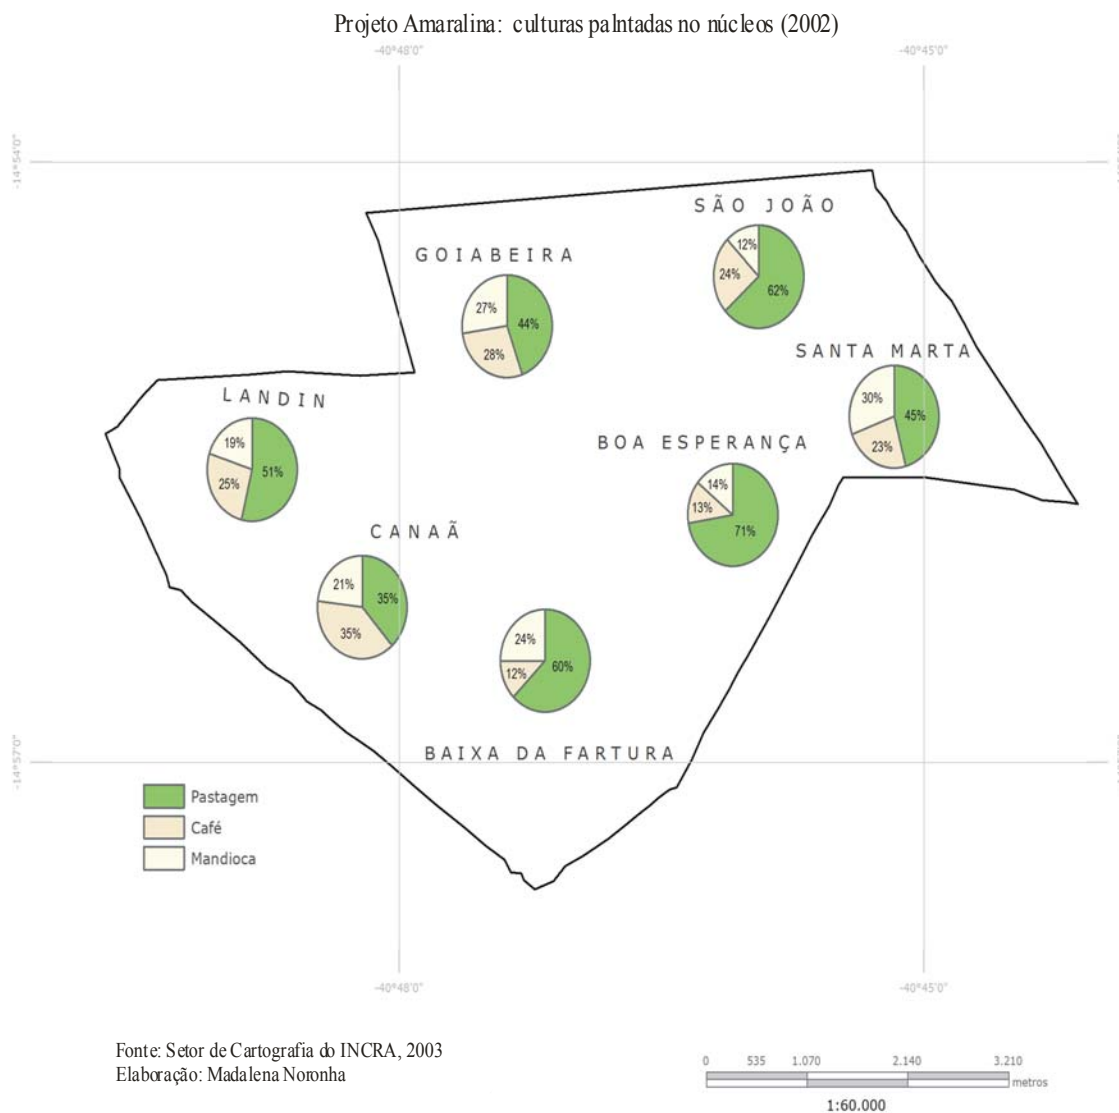 Projeto Amaralina: culturas palntadas no núcleos (2002)
-40°48'0" -40°45'0"
-14°54'0"
SÃO JOÃO
12%
24%
62%
GOIABEIRA
27%
44%
28%
SANTA MARTA
30%
45%
23%
LANDIN
19%
51%
25%
BOA ESPERANÇA
14%
13%
71%
CANAÃ
21%
35%
35%
24%
60%
12%
BAIXA DA FARTURA
-14°57'0"
Pastagem
Café
Mandioca
-40°48'0" -40°45'0"
Fonte: Setor de Cartografia do INCRA, 2003
Elaboração: Madalena Noronha
0 535 1.070 2.140 3.210
metros
1:60.000